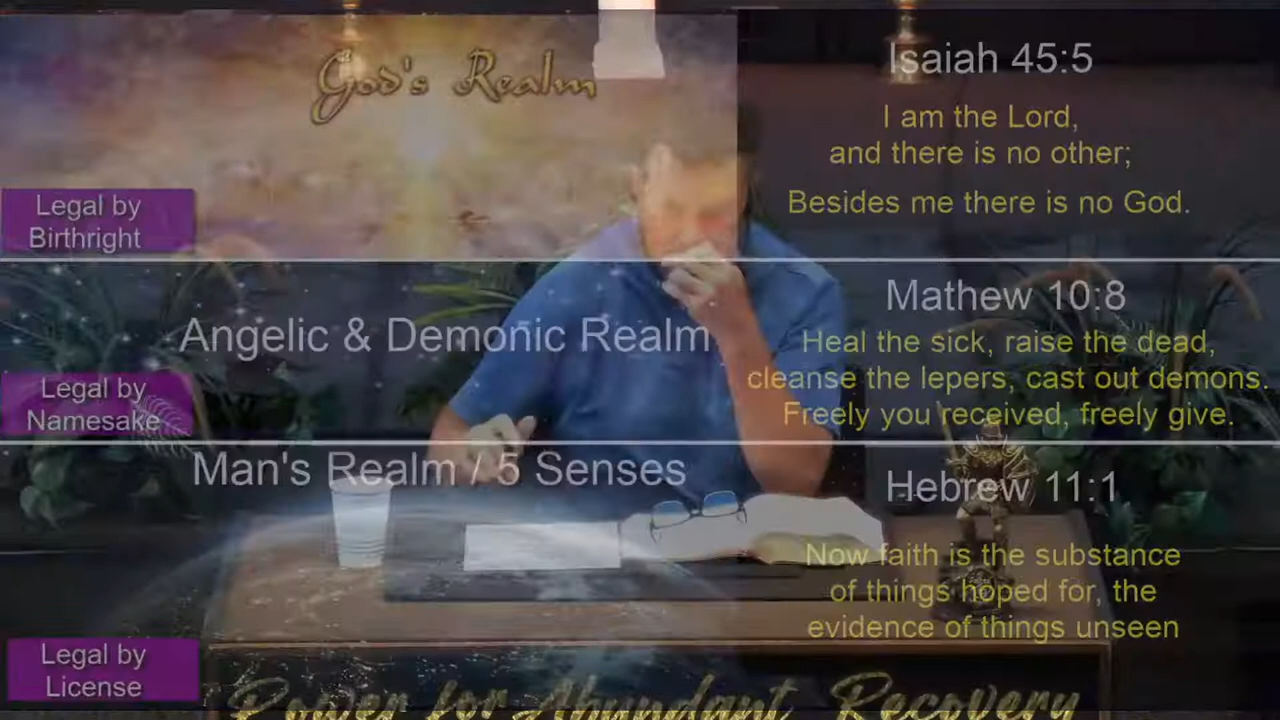 God's Realm
Isaiah 45:5
I am the Lord,
and there is no other;
Besides me there is no God.
Legal by
Birthright
Angelic & Demonic Realm
Mathew 10:8
Heal the sick, raise the dead,
cleanse the lepers, cast out demons.
Freely you received, freely give.
Legal by
Namesake
Man's Realm / 5 Senses
Hebrew 11:1
Now faith is the substance
of things hoped for, the
evidence of things unseen
Legal by
License
Power for Abundant Recovery